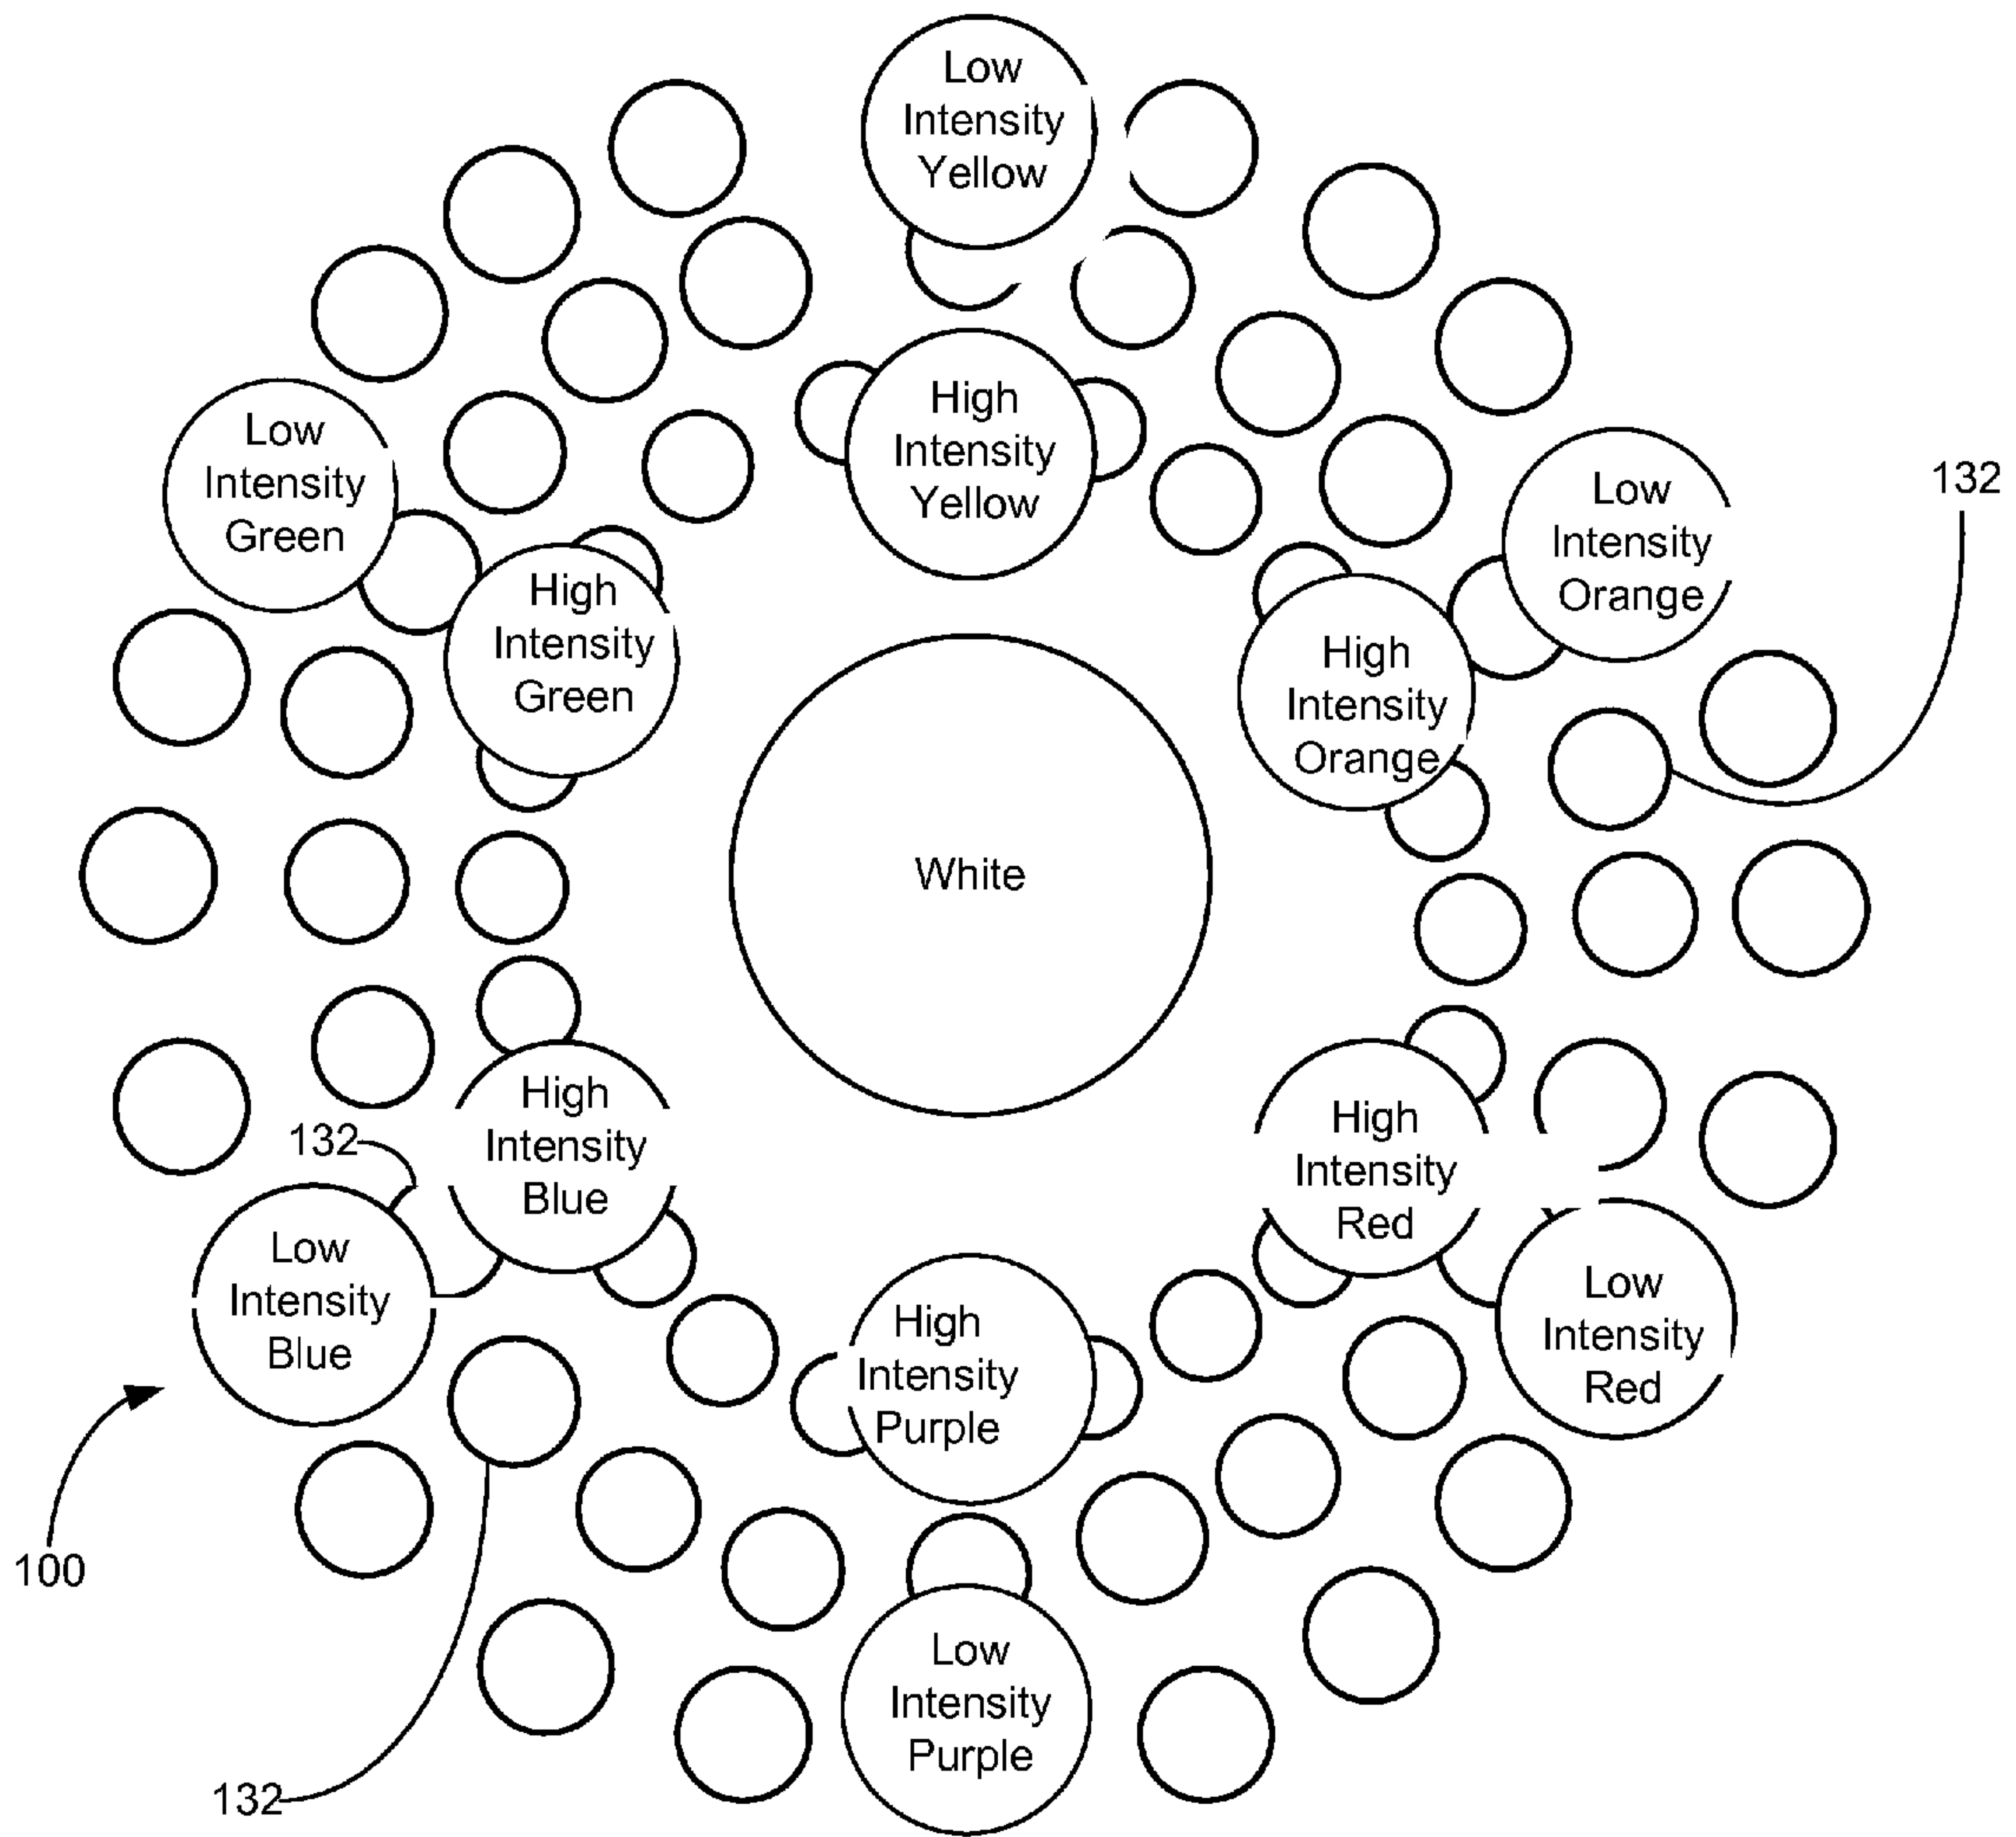 Low
Intensity
Yellow
High
Intensity
Yellow
Low
Intensity
Green
High
Intensity
Green
Low
Intensity
Orange
132
High
Intensity
Orange
White
132
High
Intensity
Blue
High
Intensity
Red
Low
Intensity
Blue
High
Intensity
Purple
Low
Intensity
Red
100
Low
Intensity
Purple
132